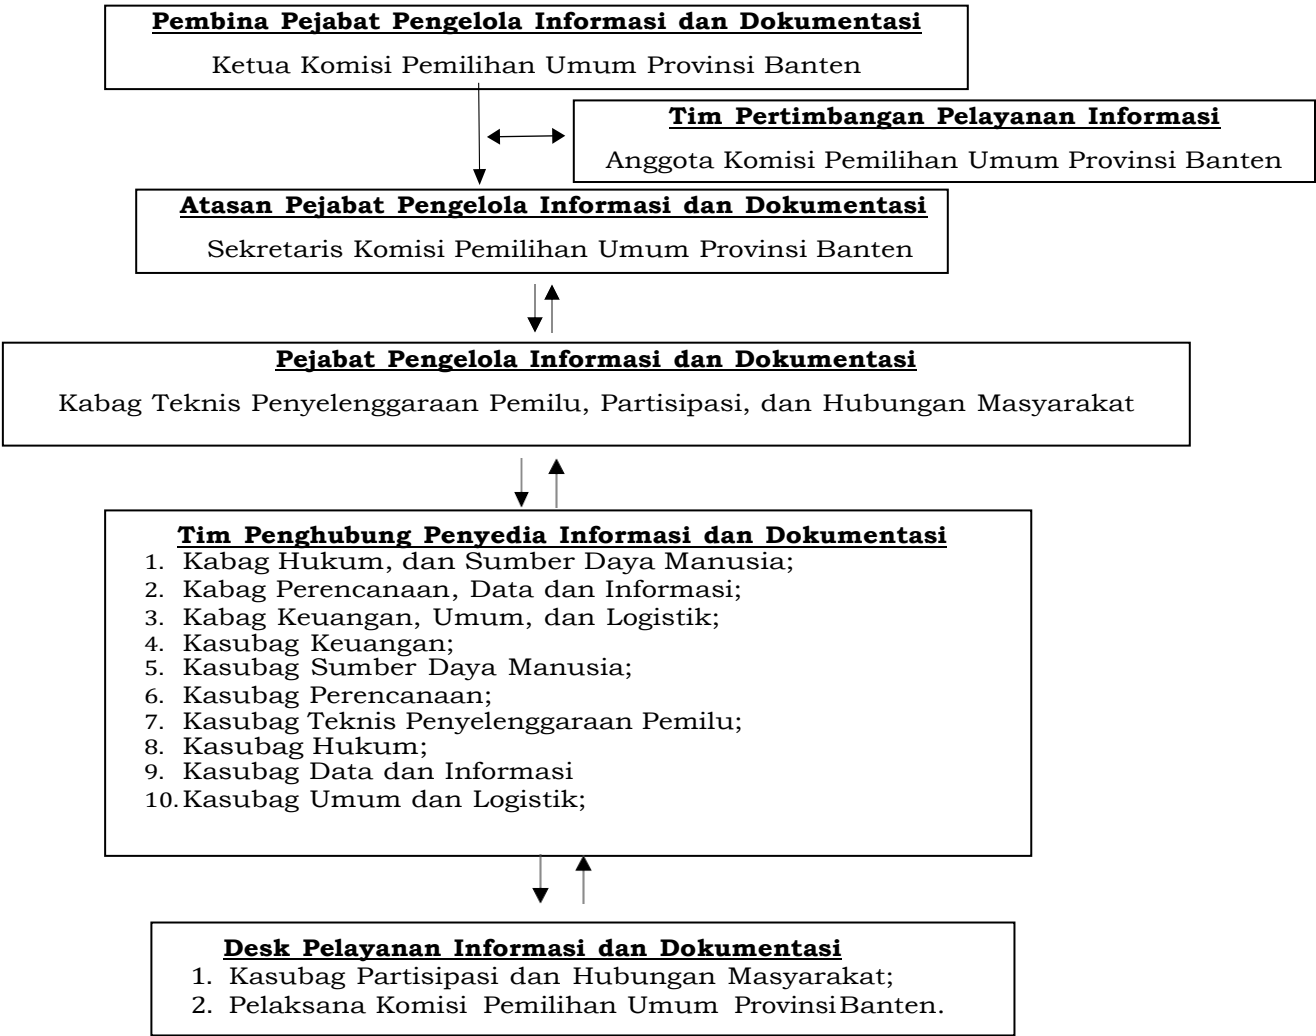 Pembina Pejabat Pengelola Informasi dan Dokumentasi
Ketua Komisi Pemilihan Umum Provinsi Banten
Tim Pertimbangan Pelayanan Informasi
Anggota Komisi Pemilihan Umum Provinsi Banten
Atasan Pejabat Pengelola Informasi dan Dokumentasi
Sekretaris Komisi Pemilihan Umum Provinsi Banten
Pejabat Pengelola Informasi dan Dokumentasi
Kabag Teknis Penyelenggaraan Pemilu, Partisipasi, dan Hubungan Masyarakat
Tim Penghubung Penyedia Informasi dan Dokumentasi
1. Kabag Hukum, dan Sumber Daya Manusia;
2. Kabag Perencanaan, Data dan Informasi;
3. Kabag Keuangan, Umum, dan Logistik;
4. Kasubag Keuangan;
5. Kasubag Sumber Daya Manusia;
6. Kasubag Perencanaan;
7. Kasubag Teknis Penyelenggaraan Pemilu;
8. Kasubag Hukum;
9. Kasubag Data dan Informasi
10. Kasubag Umum dan Logistik;
Desk Pelayanan Informasi dan Dokumentasi
1. Kasubag Partisipasi dan Hubungan Masyarakat;
2. Pelaksana Komisi Pemilihan Umum ProvinsiBanten.